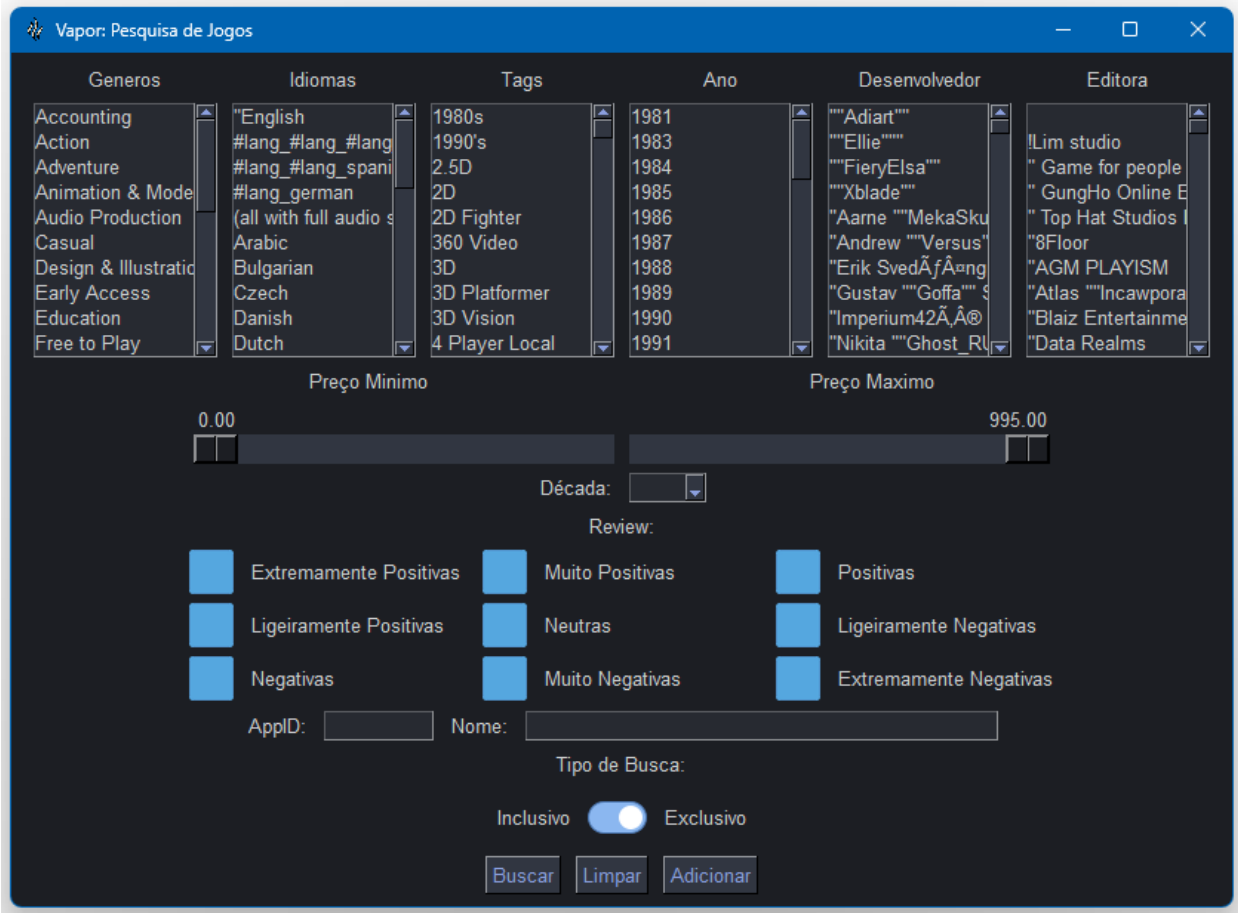 Vapor: Pesquisa de Jogos
Generos Idiomas Tags Ano Desenvolvedor Editora
Accounting
Action
Adventure
Animation & Mode
Audio Production
Casual
Design & Illustratic
Early Access
Education
Free to Play
"English
#lang_#lang_#lang
#lang_#lang_spani
#lang_german
(all with full audio s
Arabic
Bulgarian
Czech
Danish
Dutch
1980s
1990's
2.5D
2D
2D Fighter
360 Video
3D
3D Platformer
3D Vision
4 Player Local
1981
1983
1984
1985
1986
1987
1988
1989
1990
1991
""Adiart""
""Ellie"""
""FieryElsa""
""Xblade""
"Aarne ""MekaSku
"Andrew ""Versus"
"Erik SvedÃƒÂ¤ng
"Gustav ""Goffa"" S
"Imperium42Ã‚Â®
"Nikita ""Ghost_RU
!Lim studio
" Game for people
" GungHo Online E
" Top Hat Studios I
"8Floor
"AGM PLAYISM
"Atlas ""Incawpora
"Blaiz Entertainme
"Data Realms
Preço Minimo Preço Maximo
0.00 995.00
Década:
Review:
Extremamente Positivas Muito Positivas Positivas
Ligeiramente Positivas Neutras Ligeiramente Negativas
Negativas Muito Negativas Extremamente Negativas
AppID: Nome:
Tipo de Busca:
Inclusivo Exclusivo
Buscar Limpar Adicionar